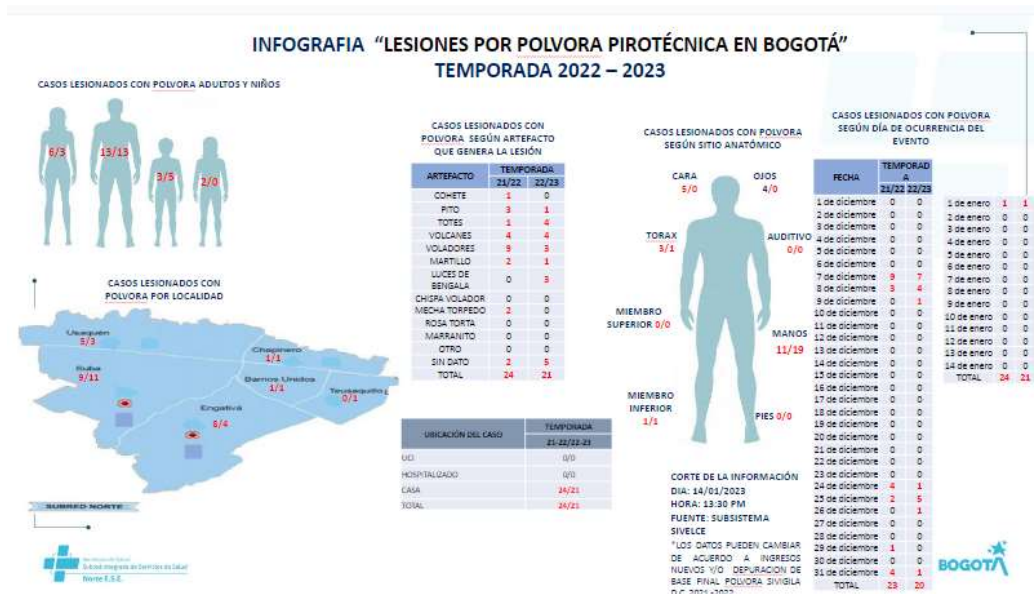 INFOGRAFIA “LESIONES POR POLVORA PIROTÉCNICA EN BOGOTÁ”
TEMPORADA 2022 – 2023
CASOS LESIONADOS CON POLVORA ADULTOS Y NIÑOS
6/3 13/13 3/5 2/0
CASOS LESIONADOS CON
POLVORA POR LOCALIDAD
Usaquén
5/3
Suba
9/11
Chapinero
1/1
Barrios Unidos
1/1
Teusaquillo
0/1
Engativá
8/4
SUBRED NORTE
Subred Integrada de Servicios de Salud
Norte E.S.E.
CASOS LESIONADOS CON
POLVORA SEGÚN ARTEFACTO
QUE GENERA LA LESIÓN
ARTEFACTO TEMPORADA
21/22 22/23
COHETE 1 0
PITO 3 1
TOTES 1 4
VOLCANES 4 4
VOLADORES 9 3
MARTILLO 2 1
LUCES DE
BENGALA 0 3
CHISPA VOLADOR 0 0
MECHA TORPEDO 2 0
ROSA TORTA 0 0
MARRANITO 0 0
OTRO 0 0
SIN DATO 2 5
TOTAL 24 21
UBICACIÓN DEL CASO TEMPORADA
21-22/22-23
UCI 0/0
HOSPITALIZADO 0/0
CASA 24/21
TOTAL 24/21
CASOS LESIONADOS CON POLVORA
SEGÚN SITIO ANATÓMICO
CARA
5/0
OJOS
4/0
TORAX
3/1
AUDITIVO
0/0
MIEMBRO
SUPERIOR 0/0
MANOS
11/19
MIEMBRO
INFERIOR
1/1
PIES 0/0
CORTE DE LA INFORMACIÓN
DIA: 14/01/2023
HORA: 13:30 PM
FUENTE: SUBSISTEMA
SIVELCE
*LOS DATOS PUEDEN CAMBIAR
DE ACUERDO A INGRESOS
NUEVOS Y/O DEPURACION DE
BASE FINAL POLVORA SIVIGILA
D.C. 2021 -2022
CASOS LESIONADOS CON POLVORA
SEGÚN DÍA DE OCURRENCIA DEL
EVENTO
FECHA TEMPORAD
A
21/22 22/23
1 de diciembre 0 0
2 de diciembre 0 0
3 de diciembre 0 0
4 de diciembre 0 0
5 de diciembre 0 0
6 de diciembre 0 0
7 de diciembre 9 7
8 de diciembre 3 4
9 de diciembre 0 1
10 de diciembre 0 0
11 de diciembre 0 0
12 de diciembre 0 0
13 de diciembre 0 0
14 de diciembre 0 0
15 de diciembre 0 0
16 de diciembre 0 0
17 de diciembre 0 0
18 de diciembre 0 0
19 de diciembre 0 0
20 de diciembre 0 0
21 de diciembre 0 0
22 de diciembre 0 0
23 de diciembre 0 0
24 de diciembre 4 1
25 de diciembre 2 5
26 de diciembre 0 1
27 de diciembre 0 0
28 de diciembre 0 0
29 de diciembre 1 0
30 de diciembre 0 0
31 de diciembre 4 1
TOTAL 23 20
1 de enero 1 1
2 de enero 0 0
3 de enero 0 0
4 de enero 0 0
5 de enero 0 0
6 de enero 0 0
7 de enero 0 0
8 de enero 0 0
9 de enero 0 0
10 de enero 0 0
11 de enero 0 0
12 de enero 0 0
13 de enero 0 0
14 de enero 0 0
TOTAL 24 21
BOGOTÁ